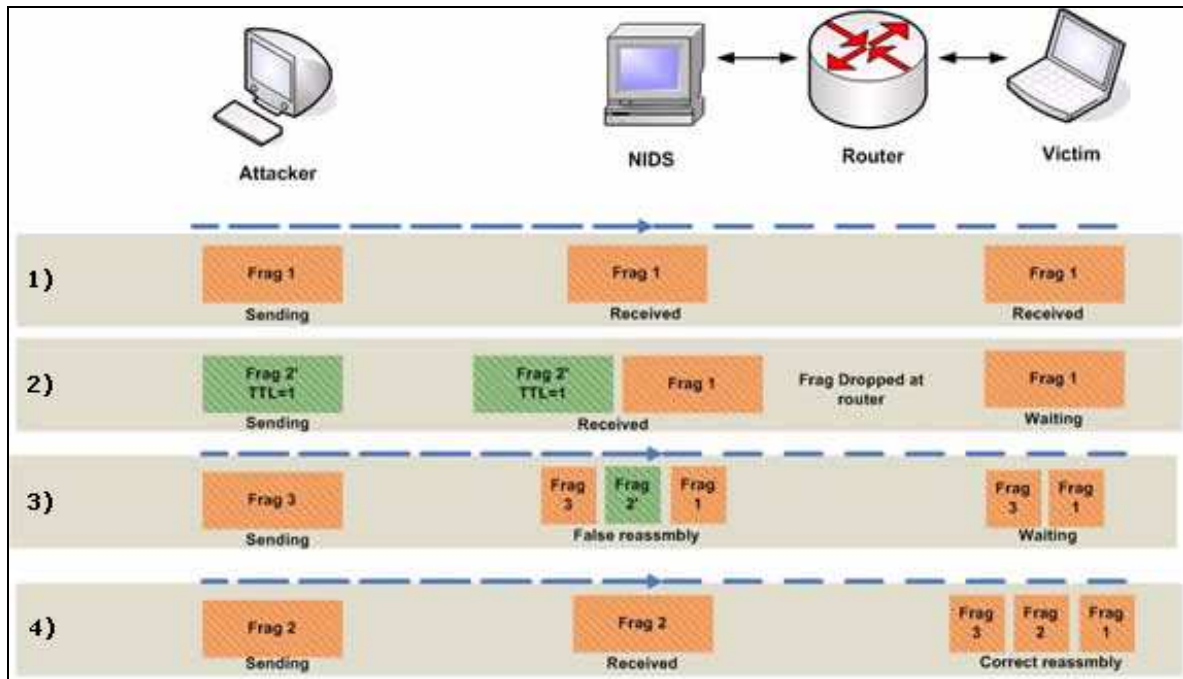 Attacker
NIDS
Router
Victim
1)
Frag 1
Sending
Frag 1
Received
Frag 1
Received
2)
Frag 2'
TTL=1
Sending
Frag 2'
TTL=1
Frag 1
Received
Frag Dropped at
router
Frag 1
Waiting
3)
Frag 3
Sending
Frag
3
Frag
2'
Frag
1
False reassmbly
Frag
3
Frag
1
Waiting
4)
Frag 2
Sending
Frag 2
Received
Frag
3
Frag
2
Frag
1
Correct reassmbly